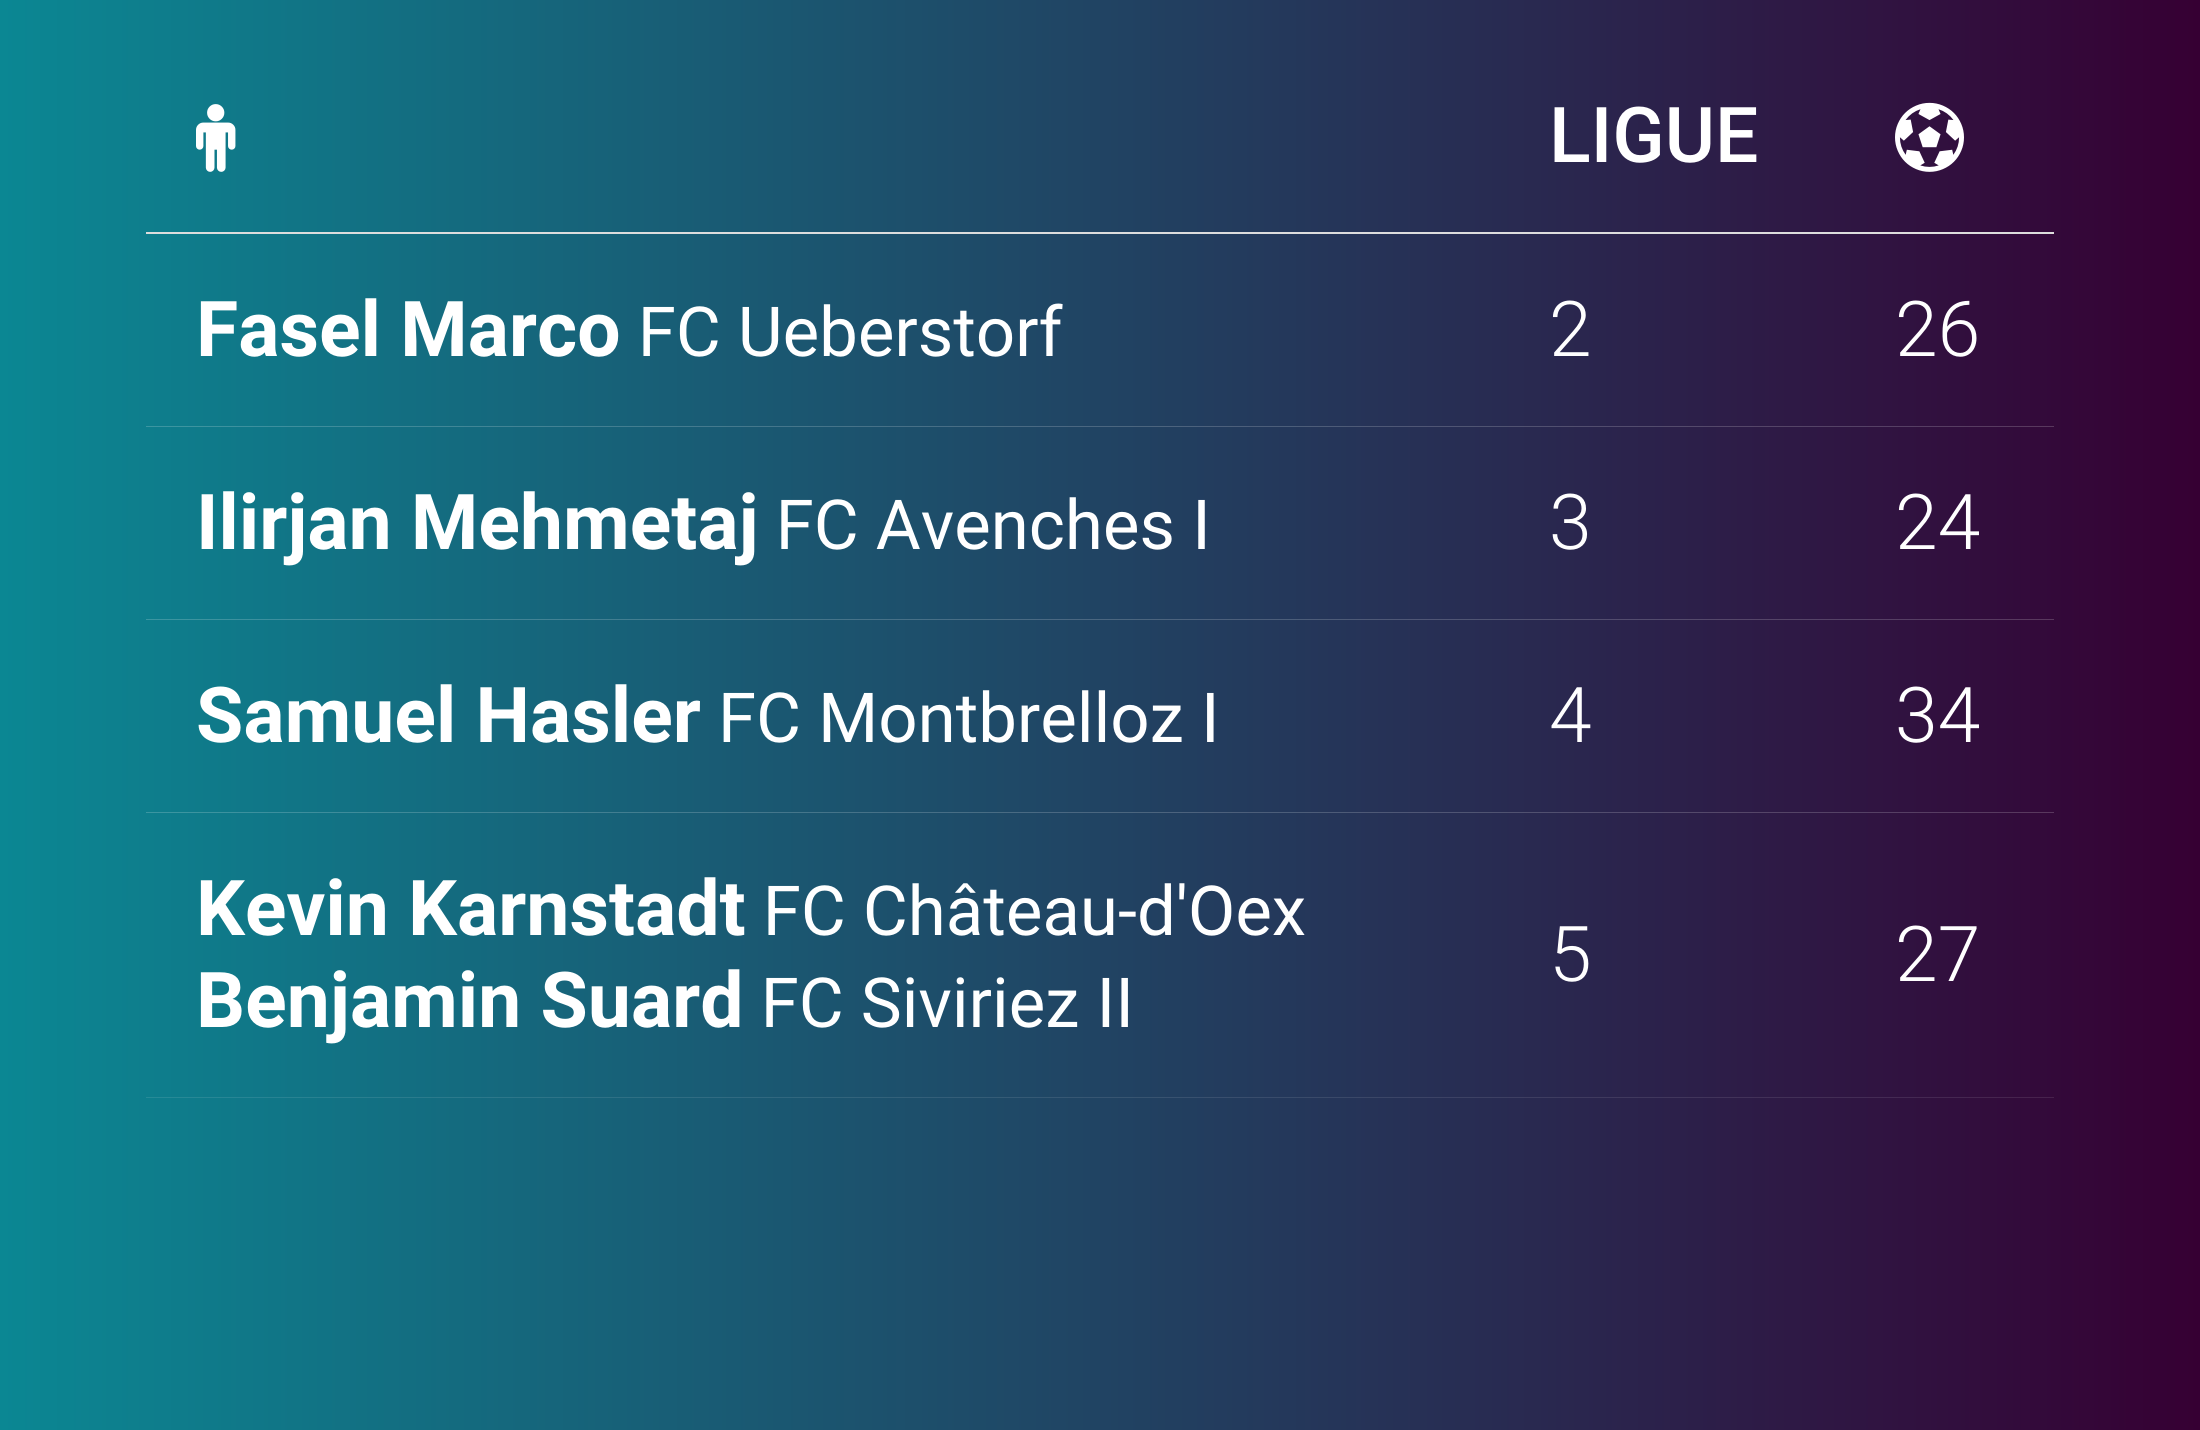 LIGUE
Fasel Marco FC Ueberstorf 2 26
Ilirjan Mehmetaj FC Avenches I 3 24
Samuel Hasler FC Montbrelloz I 4 34
Kevin Karnstadt FC Château-d'Oex
Benjamin Suard FC Siviriez II 5 27